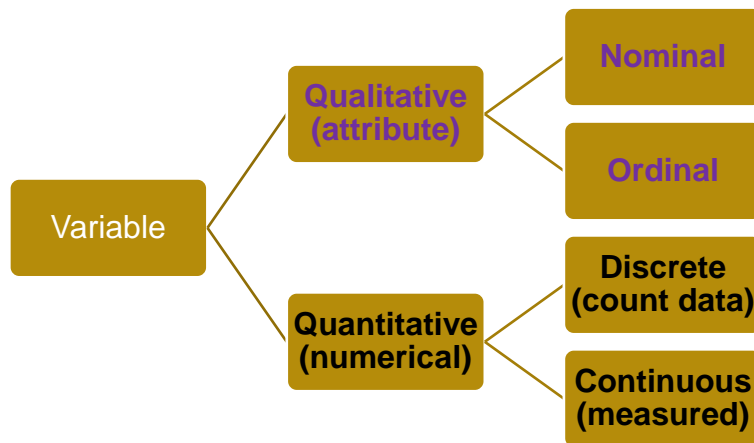 Variable
Qualitative
(attribute)
Nominal
Ordinal
Quantitative
(numerical)
Discrete
(count data)
Continuous
(measured)